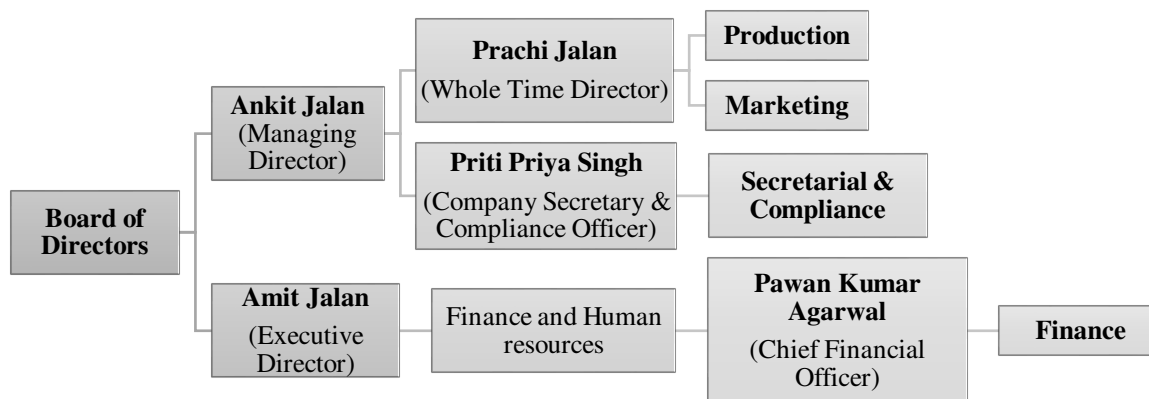 Board of
Directors
Ankit Jalan
(Managing
Director)
Prachi Jalan
(Whole Time Director)
Production
Marketing
Priti Priya Singh
(Company Secretary &
Compliance Officer)
Secretarial &
Compliance
Amit Jalan
(Executive
Director)
Finance and Human
resources
Pawan Kumar
Agarwal
(Chief Financial
Officer)
Finance